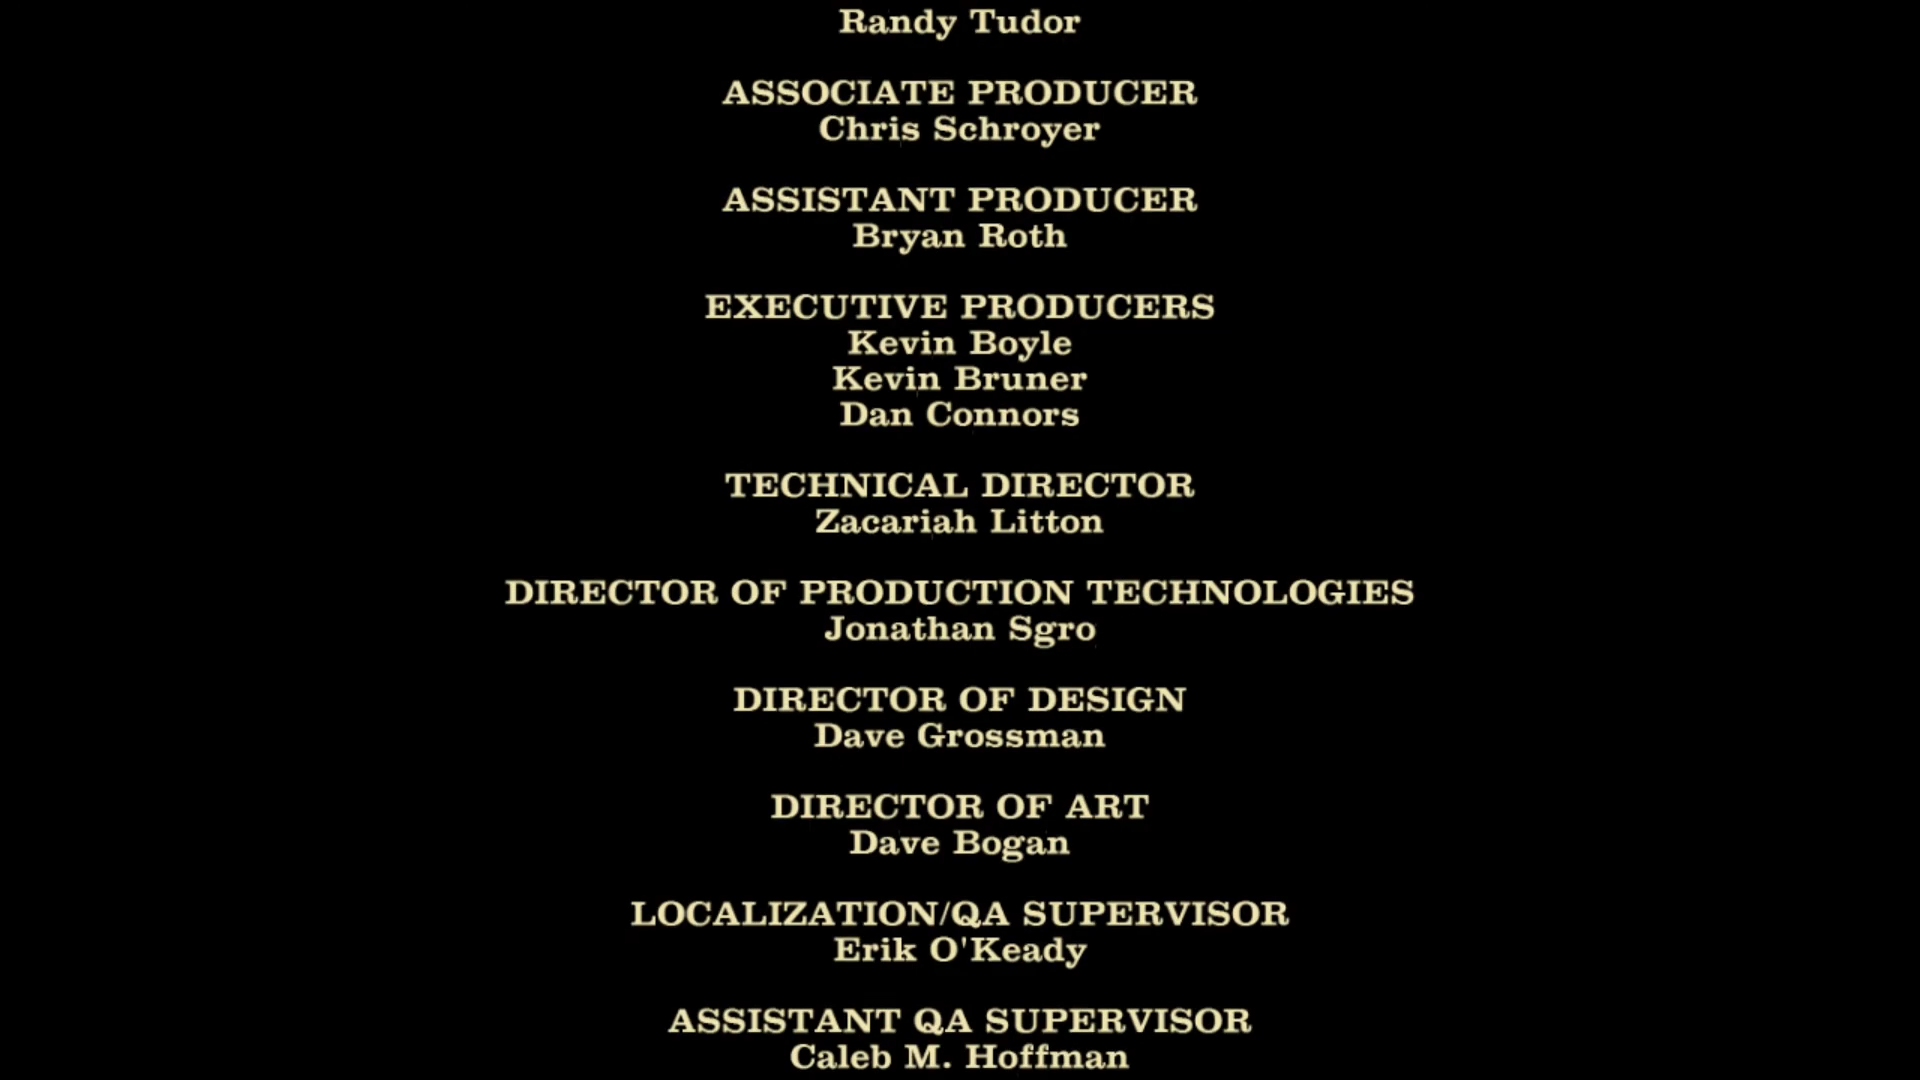 Randy Tudor
ASSOCIATE PRODUCER
Chris Schroyer
ASSISTANT PRODUCER
Bryan Roth
EXECUTIVE PRODUCERS
Kevin Boyle
Kevin Bruner
Dan Connors
TECHNICAL DIRECTOR
Zacariah Litton
DIRECTOR OF PRODUCTION TECHNOLOGIES
Jonathan Sgro
DIRECTOR OF DESIGN
Dave Grossman
DIRECTOR OF ART
Dave Bogan
LOCALIZATION/QA SUPERVISOR
Erik O'Keady
ASSISTANT QA SUPERVISOR
Caleb M. Hoffman